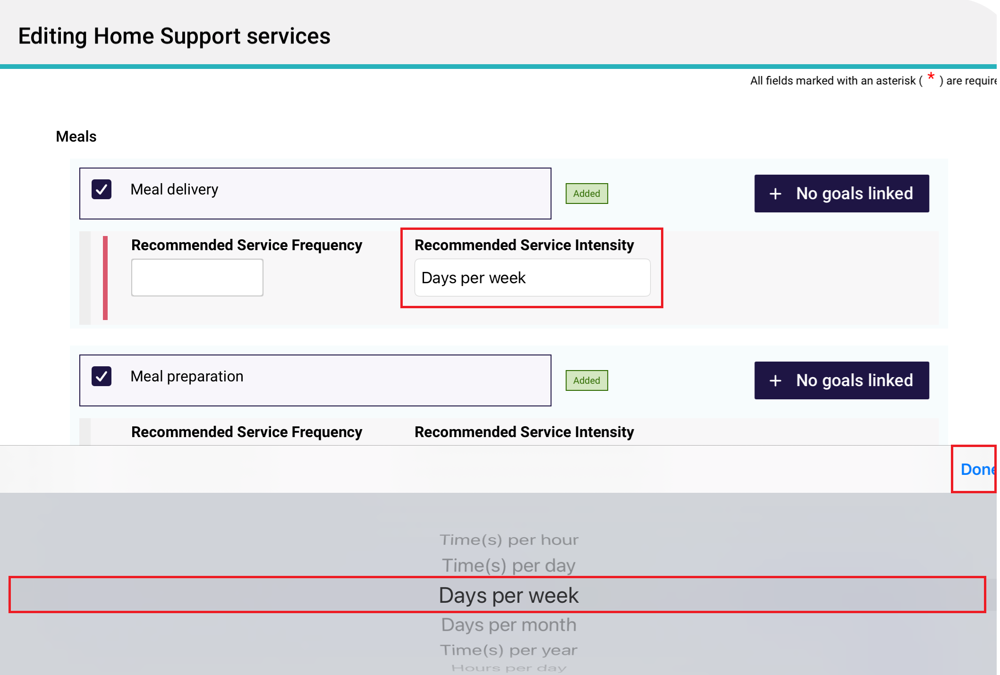 Editing Home Support services
All fields marked with an asterisk ( * ) are require
Meals
Meal delivery
Added
+ No goals linked
Recommended Service Frequency
Recommended Service Intensity
Days per week
Meal preparation
Added
+ No goals linked
Recommended Service Frequency
Recommended Service Intensity
Done
Time(s) per hour
Time(s) per day
Days per week
Days per month
Time(s) per year
Hours per day